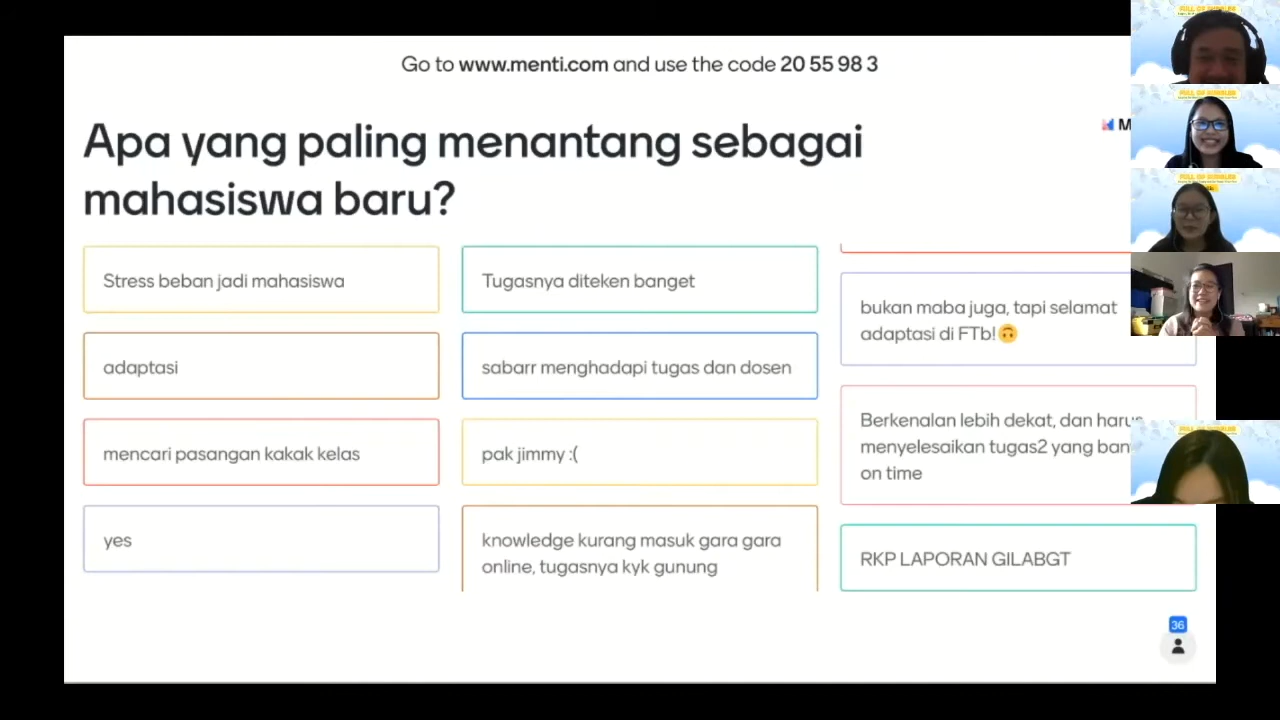 Go to www.menti.com and use the code 20 55 98 3
Apa yang paling menantang sebagai
mahasiswa baru?
Stress beban jadi mahasiswa
adaptasi
mencari pasangan kakak kelas
yes
Tugasnya diteken banget
sabarr menghadapi tugas dan dosen
pak jimmy :(
knowledge kurang masuk gara gara
online, tugasnya kyk gunung
bukan maba juga, tapi selamat
adaptasi di FTb!🙃
Berkenalan lebih dekat, dan harus
menyelesaikan tugas2 yang ban
on time
RKP LAPORAN GILABGT
36
M